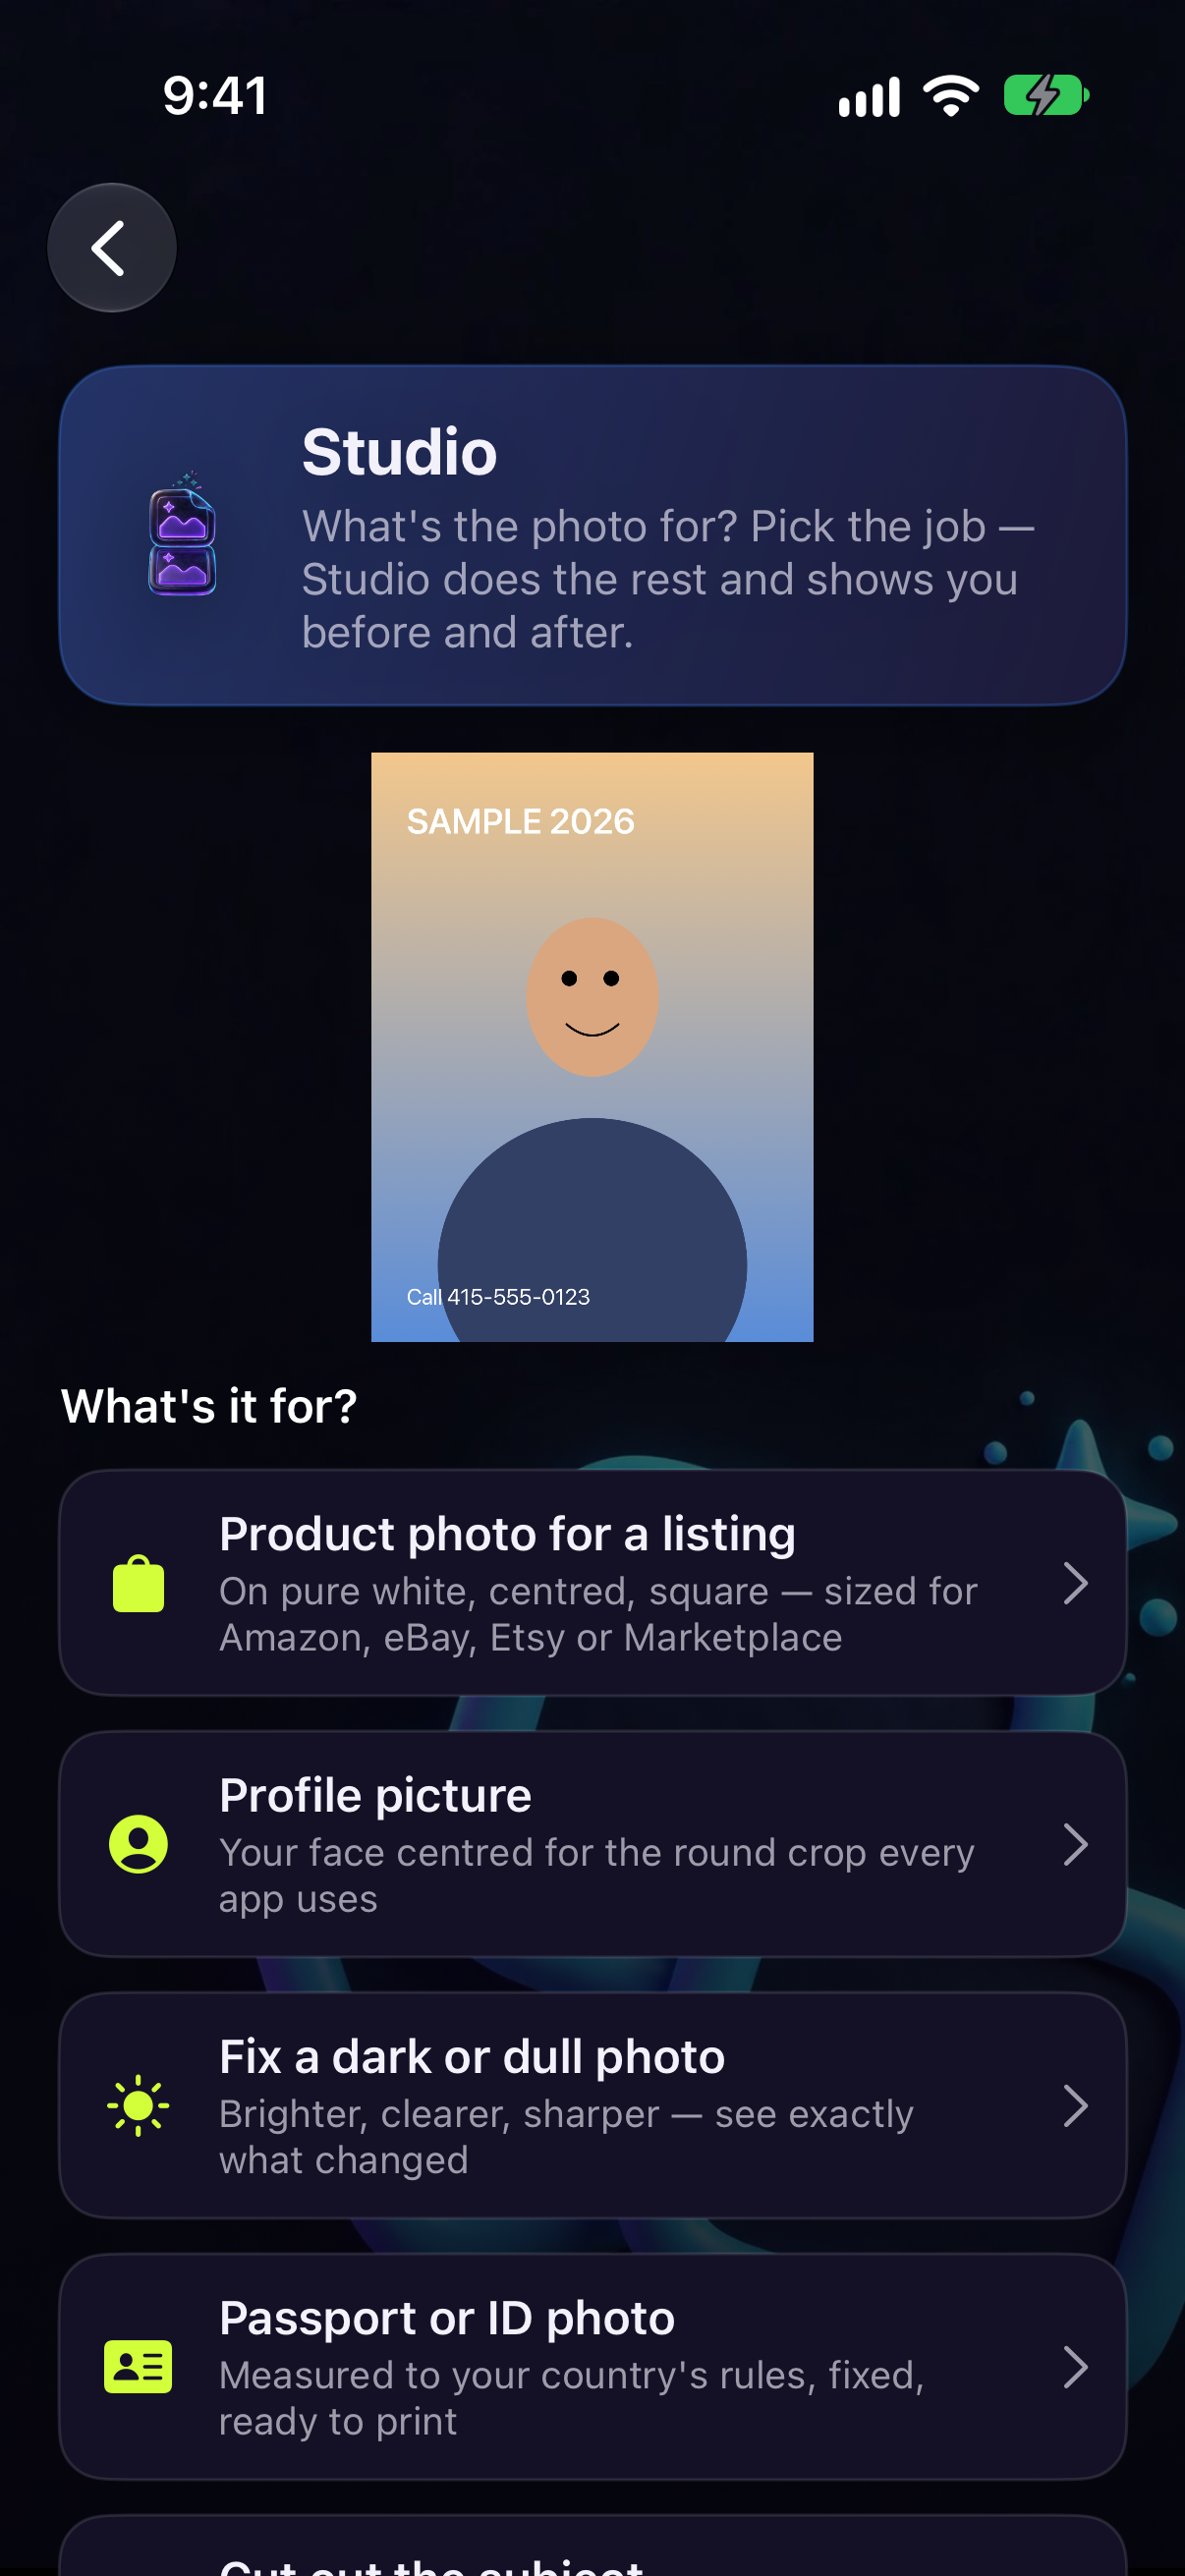 9:41
Studio
What's the photo for? Pick the job —
Studio does the rest and shows you
before and after.
SAMPLE 2026
Call 415-555-0123
What's it for?
Product photo for a listing
On pure white, centred, square — sized for
Amazon, eBay, Etsy or Marketplace
Profile picture
Your face centred for the round crop every
app uses
Fix a dark or dull photo
Brighter, clearer, sharper — see exactly
what changed
Passport or ID photo
Measured to your country's rules, fixed,
ready to print
Cut out the subject